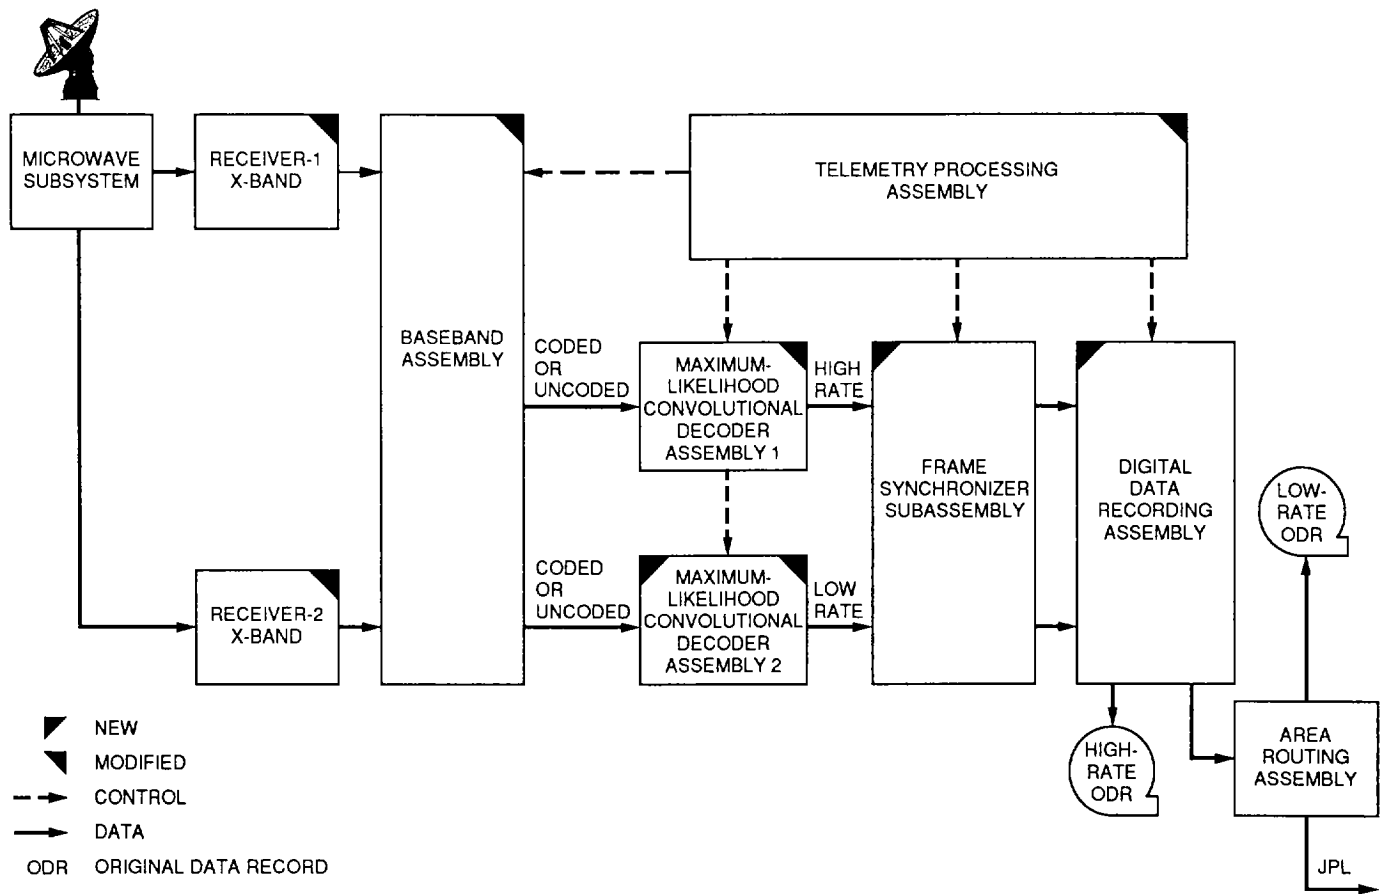 MICROWAVE
SUBSYSTEM
RECEIVER-1
X-BAND
BASEBAND
ASSEMBLY
TELEMETRY PROCESSING
ASSEMBLY
CODED
OR
UNCODED
MAXIMUM-
LIKELIHOOD
CONVOLUTIONAL
DECODER
ASSEMBLY 1
HIGH
RATE
FRAME
SYNCHRONIZER
SUBASSEMBLY
DIGITAL
DATA
RECORDING
ASSEMBLY
LOW-
RATE
ODR
RECEIVER-2
X-BAND
CODED
OR
UNCODED
MAXIMUM-
LIKELIHOOD
CONVOLUTIONAL
DECODER
ASSEMBLY 2
LOW
RATE
HIGH-
RATE
ODR
AREA
ROUTING
ASSEMBLY
JPL
NEW
MODIFIED
CONTROL
DATA
ODR ORIGINAL DATA RECORD